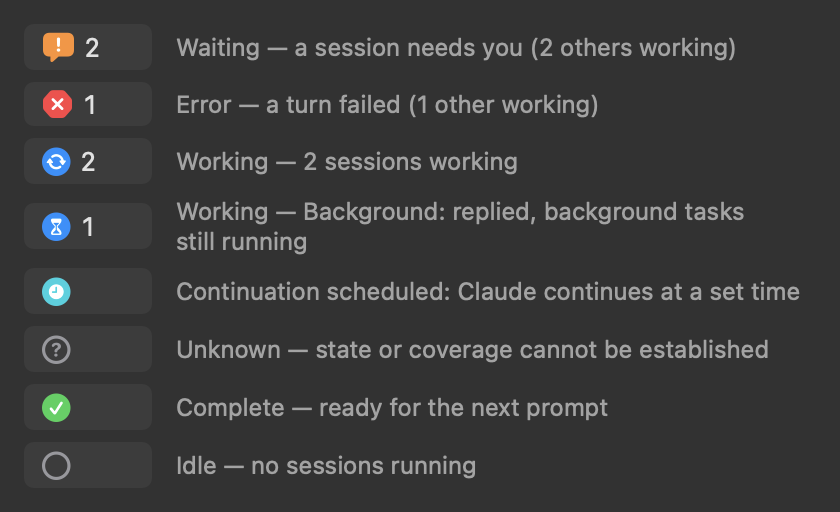 2 Waiting — a session needs you (2 others working)
1 Error — a turn failed (1 other working)
2 Working — 2 sessions working
1 Working — Background: replied, background tasks
still running
Continuation scheduled: Claude continues at a set time
? Unknown — state or coverage cannot be established
Complete — ready for the next prompt
Idle — no sessions running